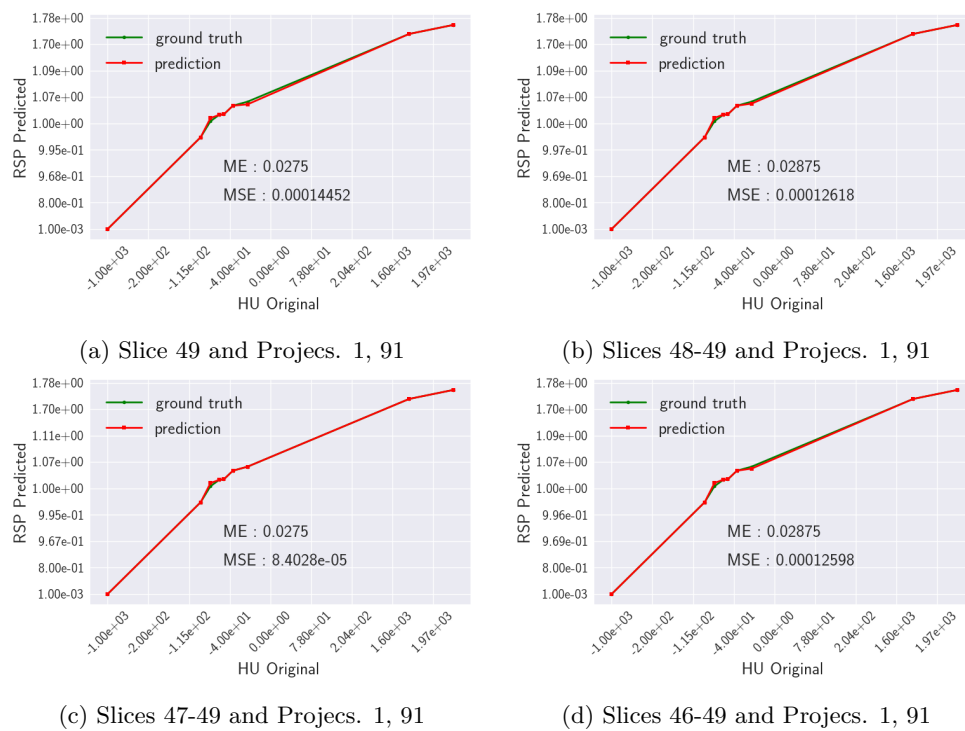 1.78e+00
1.70e+00
1.09e+00
1.07e+00
1.00e+00
9.95e-01
9.68e-01
8.00e-01
1.00e-03
RSP Predicted
ground truth
prediction
ME : 0.0275
MSE : 0.00014452
-1.00e+03
-2.00e+02
-1.15e+02
-4.00e+01
0.00e+00
7.80e+01
2.04e+02
1.60e+03
1.97e+03
HU Original
(a) Slice 49 and Projecs. 1, 91
1.78e+00
1.70e+00
1.09e+00
1.07e+00
1.00e+00
9.97e-01
9.69e-01
8.00e-01
1.00e-03
RSP Predicted
ground truth
prediction
ME : 0.02875
MSE : 0.00012618
-1.00e+03
-2.00e+02
-1.15e+02
-4.00e+01
0.00e+00
7.80e+01
2.04e+02
1.60e+03
1.97e+03
HU Original
(b) Slices 48-49 and Projecs. 1, 91
1.78e+00
1.70e+00
1.11e+00
1.07e+00
1.00e+00
9.95e-01
9.67e-01
8.00e-01
1.00e-03
RSP Predicted
ground truth
prediction
ME : 0.0275
MSE : 8.4028e-05
-1.00e+03
-2.00e+02
-1.15e+02
-4.00e+01
0.00e+00
7.80e+01
2.04e+02
1.60e+03
1.97e+03
HU Original
(c) Slices 47-49 and Projecs. 1, 91
1.78e+00
1.70e+00
1.09e+00
1.07e+00
1.00e+00
9.95e-01
9.69e-01
8.00e-01
1.00e-03
RSP Predicted
ground truth
prediction
ME : 0.02875
MSE : 0.00012598
-1.00e+03
-2.00e+02
-1.15e+02
-4.00e+01
0.00e+00
7.80e+01
2.04e+02
1.60e+03
1.97e+03
HU Original
(d) Slices 46-49 and Projecs. 1, 91